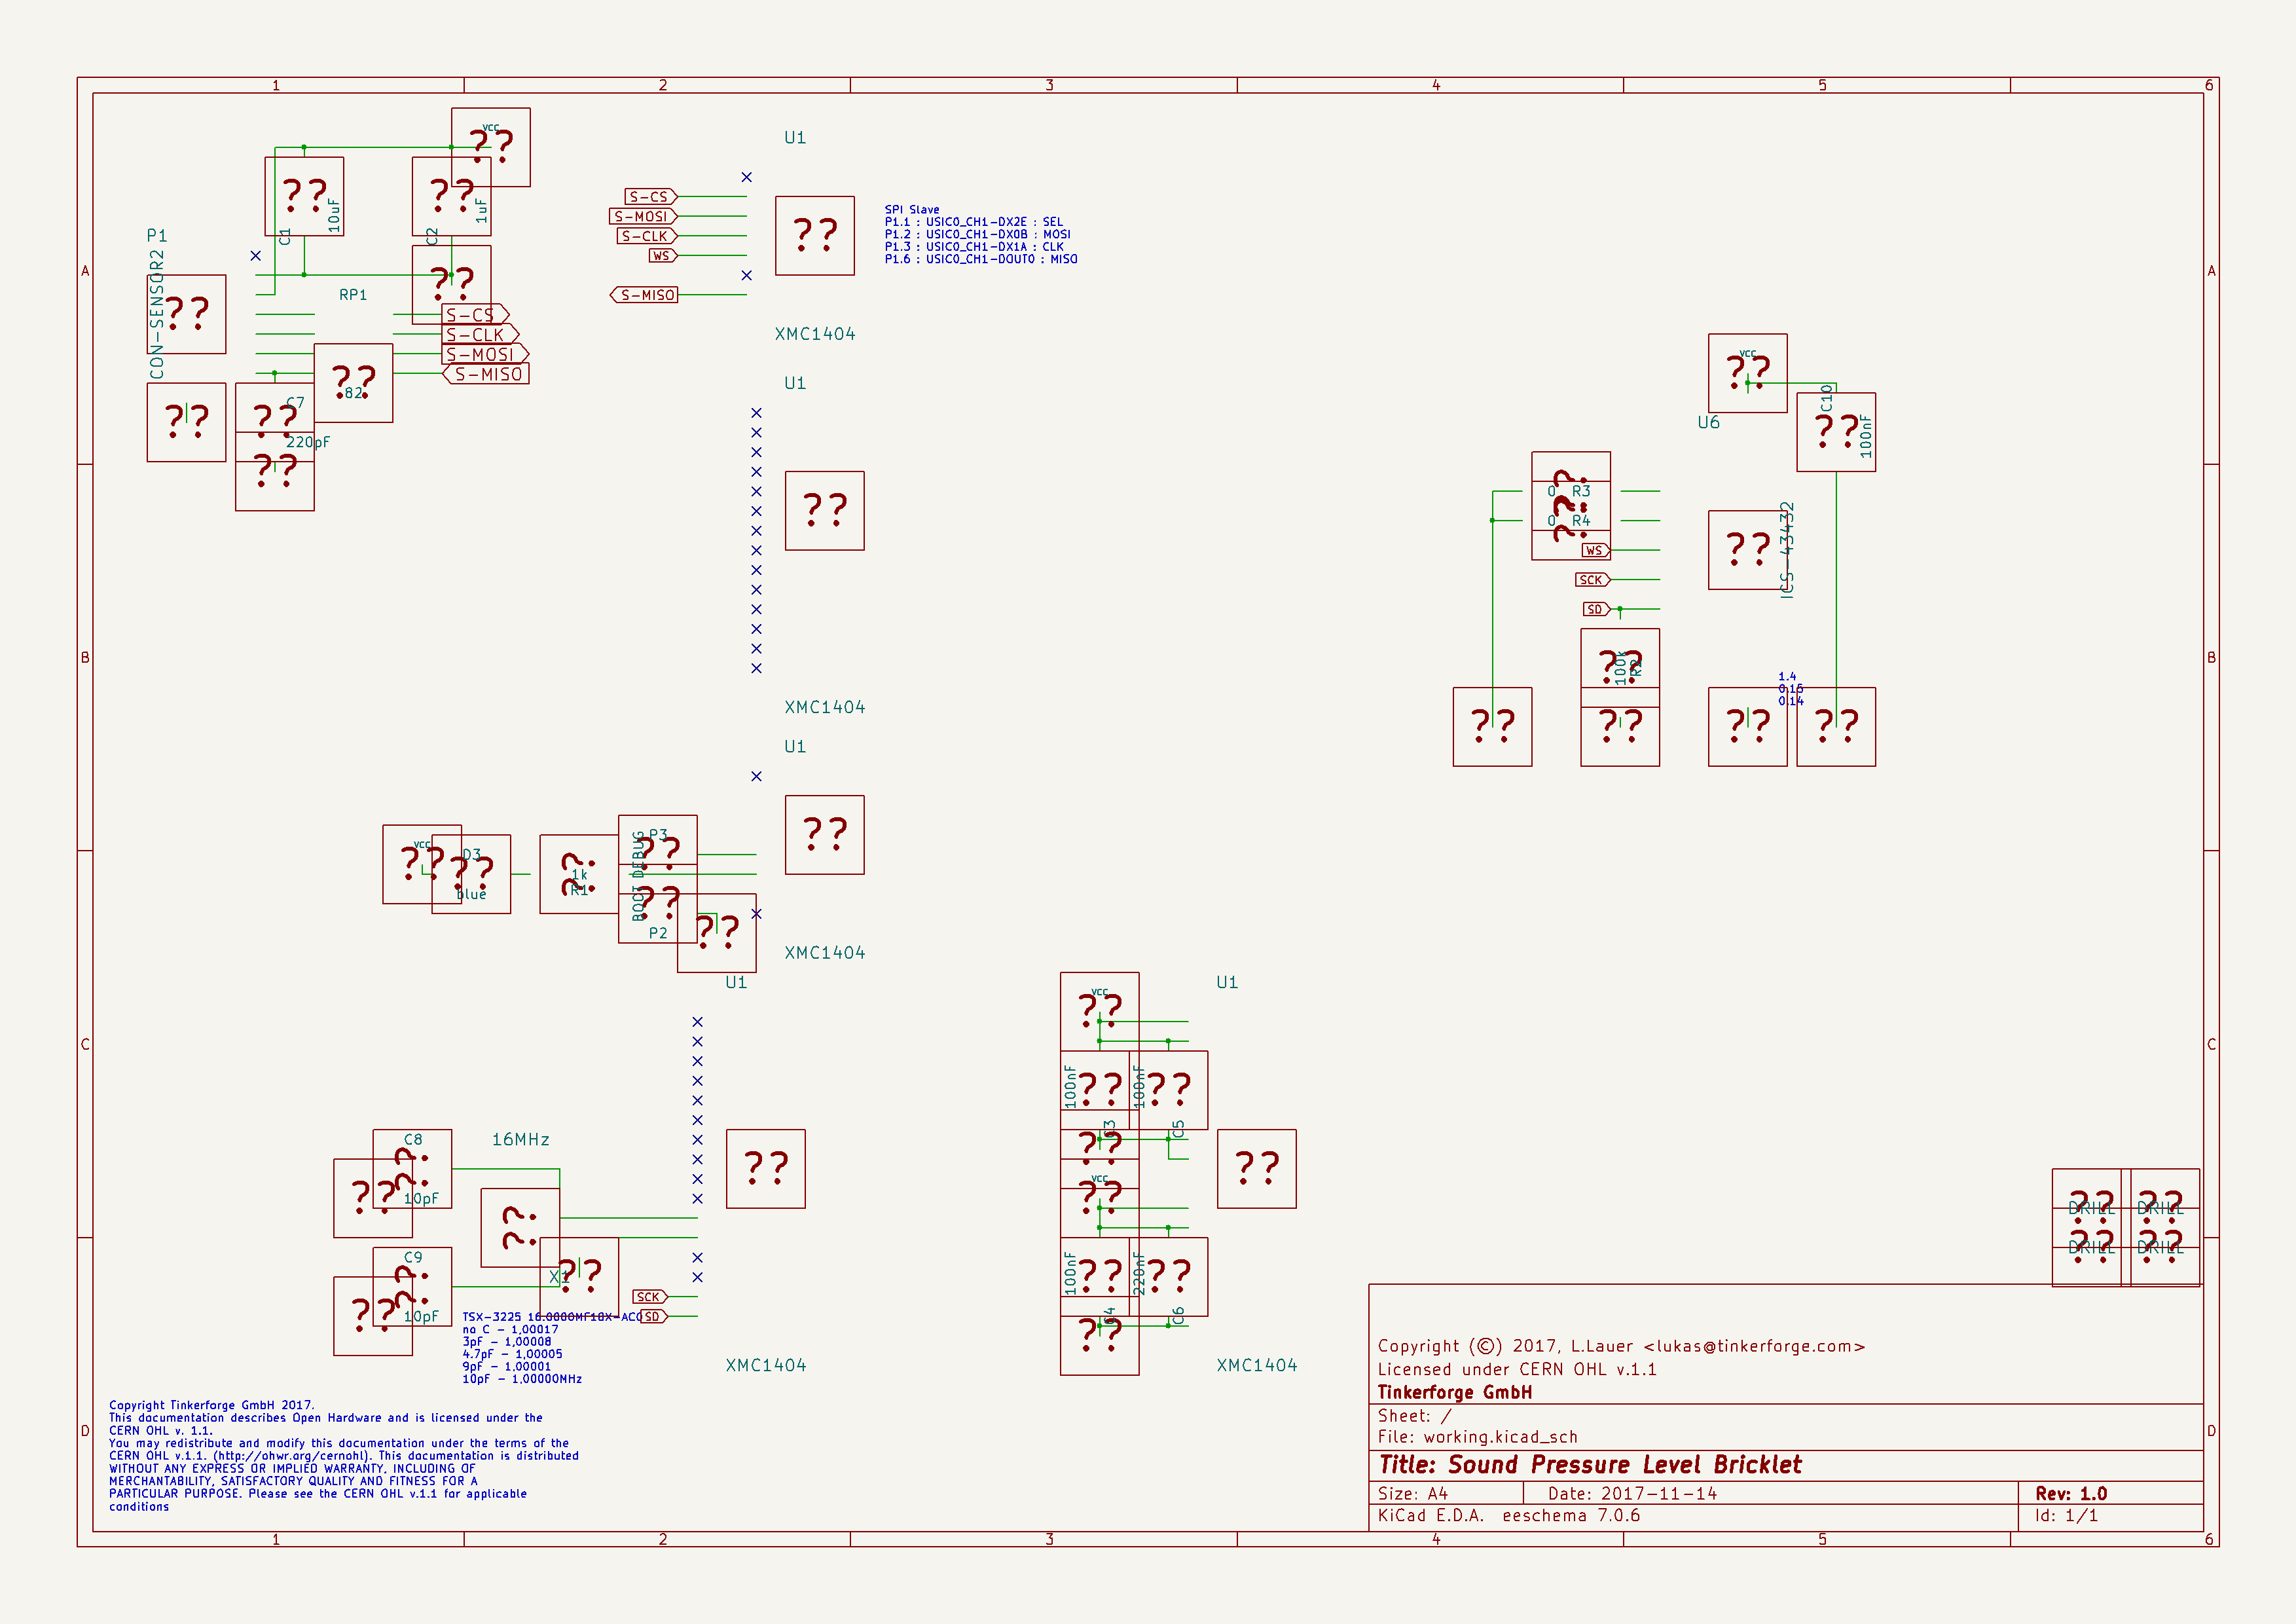 1 2 3 4 5 6
A
B
C
D
A
B
C
D
1 2 3 4 5 6
VCC
??
??
10uF
C1
??
1uF
C2
??
P1
CON-SENSOR2
??
RP1
??
82
S-CS
S-CLK
S-MOSI
S-MISO
??
??
C7
220pF
??
U1
S-CS
S-MOSI
S-CLK
WS
S-MISO
??
XMC1404
SPI Slave
P1.1 : USIC0_CH1-DX2E : SEL
P1.2 : USIC0_CH1-DX0B : MOSI
P1.3 : USIC0_CH1-DX1A : CLK
P1.6 : USIC0_CH1-DOUT0 : MISO
U1
??
XMC1404
VCC
??
C10
??
100nF
U6
??
0 R3
??
0 R4
WS
SCK
SD
??
ICS-43432
??
100k
R2
1.4
0.15
0.14
??
??
??
??
U1
??
XMC1404
VCC
??
D3
??
blue
??
1k
R1
P3
??
DEBUG
BOOT
??
P2
??
U1
??
XMC1404
C8
??
10pF
??
16MHz
??
X1
??
C9
??
10pF
??
SCK
SD
TSX-3225 16.0000MF18X-AC0
no C - 1,00017
3pF - 1,00008
4.7pF - 1,00005
9pF - 1,00001
10pF - 1,00000MHz
U1
VCC
??
100nF
??
C3
100nF
??
C5
??
VCC
??
100nF
??
C4
220nF
??
C6
??
??
XMC1404
??
DRILL
??
DRILL
??
DRILL
??
DRILL
Copyright Tinkerforge GmbH 2017.
This documentation describes Open Hardware and is licensed under the
CERN OHL v. 1.1.
You may redistribute and modify this documentation under the terms of the
CERN OHL v.1.1. (http://ohwr.org/cernohl). This documentation is distributed
WITHOUT ANY EXPRESS OR IMPLIED WARRANTY, INCLUDING OF
MERCHANTABILITY, SATISFACTORY QUALITY AND FITNESS FOR A
PARTICULAR PURPOSE. Please see the CERN OHL v.1.1 for applicable
conditions
Copyright (©) 2017, L.Lauer <lukas@tinkerforge.com>
Licensed under CERN OHL v.1.1
Tinkerforge GmbH
Sheet: /
File: working.kicad_sch
Title: Sound Pressure Level Bricklet
Size: A4 Date: 2017-11-14 Rev: 1.0
KiCad E.D.A. eeschema 7.0.6 Id: 1/1